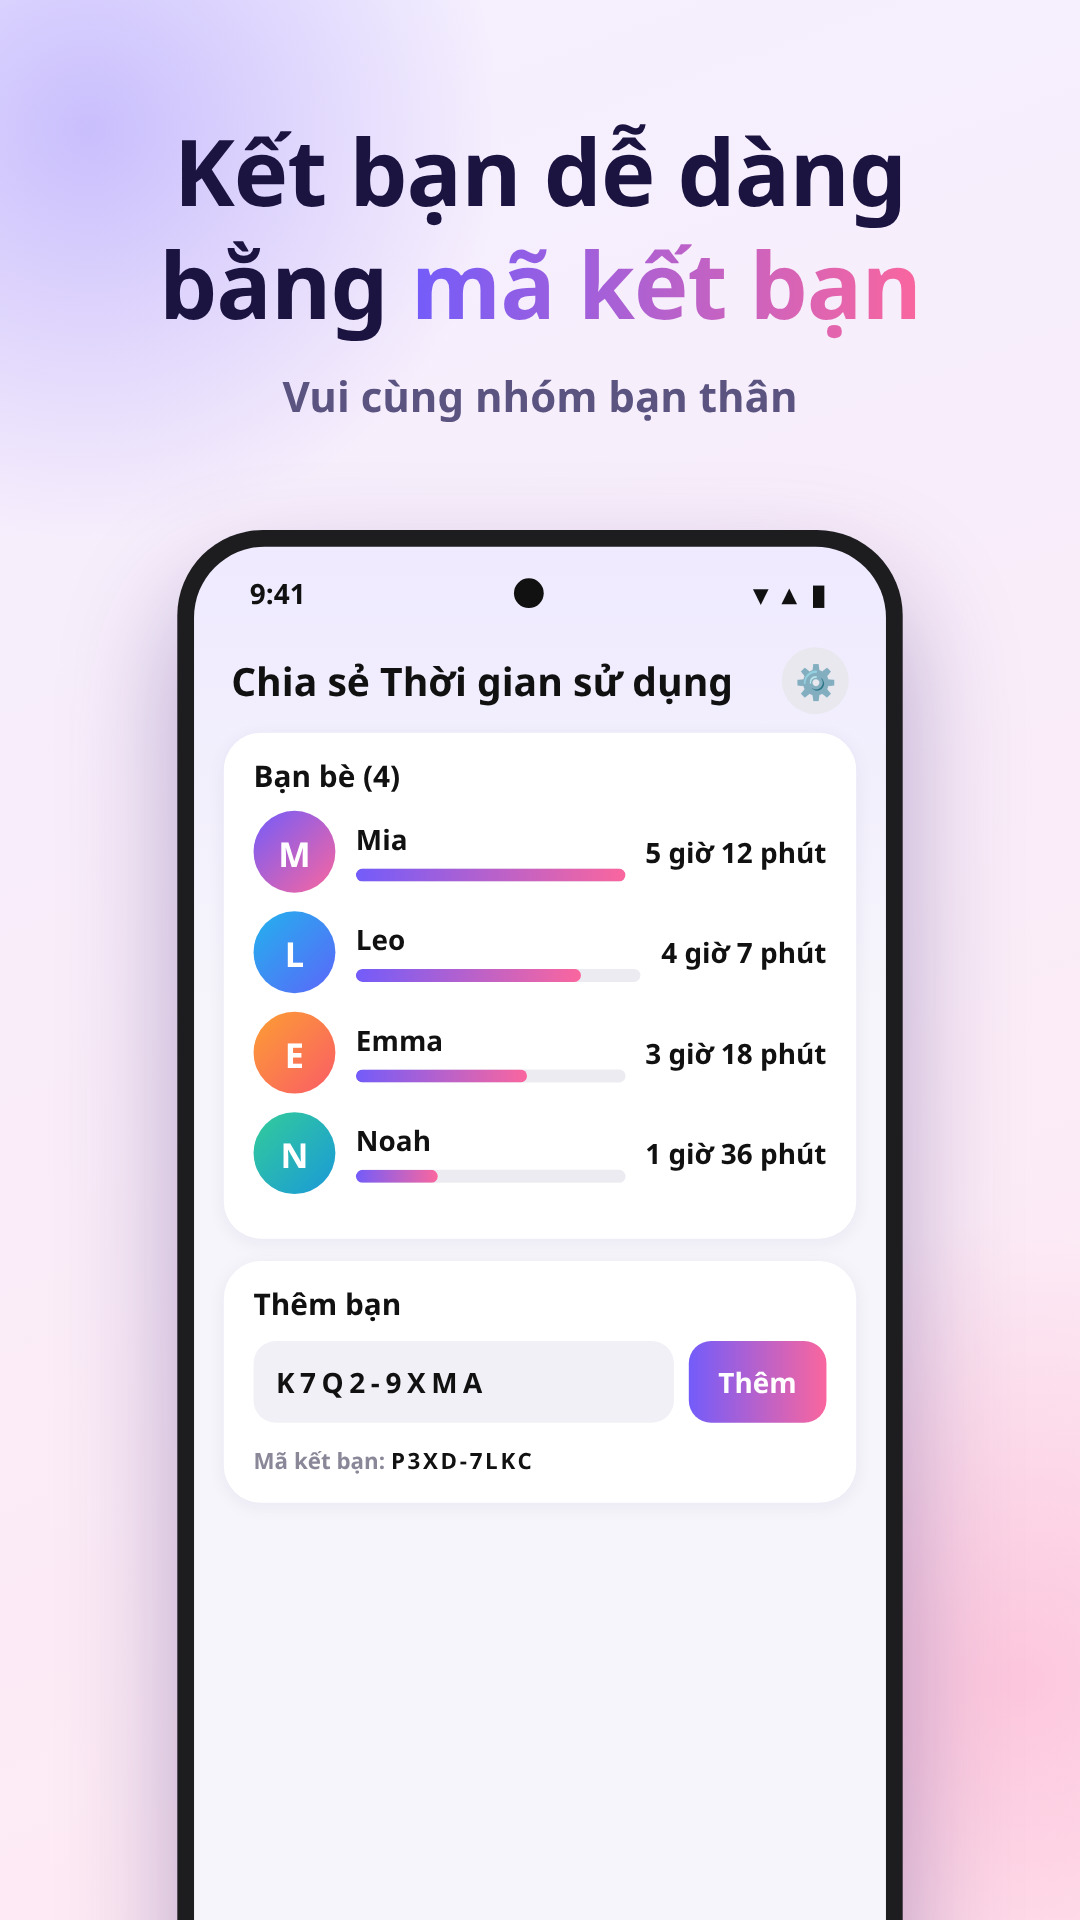 Kết bạn dễ dàng
bằng mã kết bạn
Vui cùng nhóm bạn thân
9:41
Chia sẻ Thời gian sử dụng
Bạn bè (4)
M
Mia
5 giờ 12 phút
L
Leo
4 giờ 7 phút
E
Emma
3 giờ 18 phút
N
Noah
1 giờ 36 phút
Thêm bạn
K7Q2-9XMA
Thêm
Mã kết bạn: P3XD-7LKC